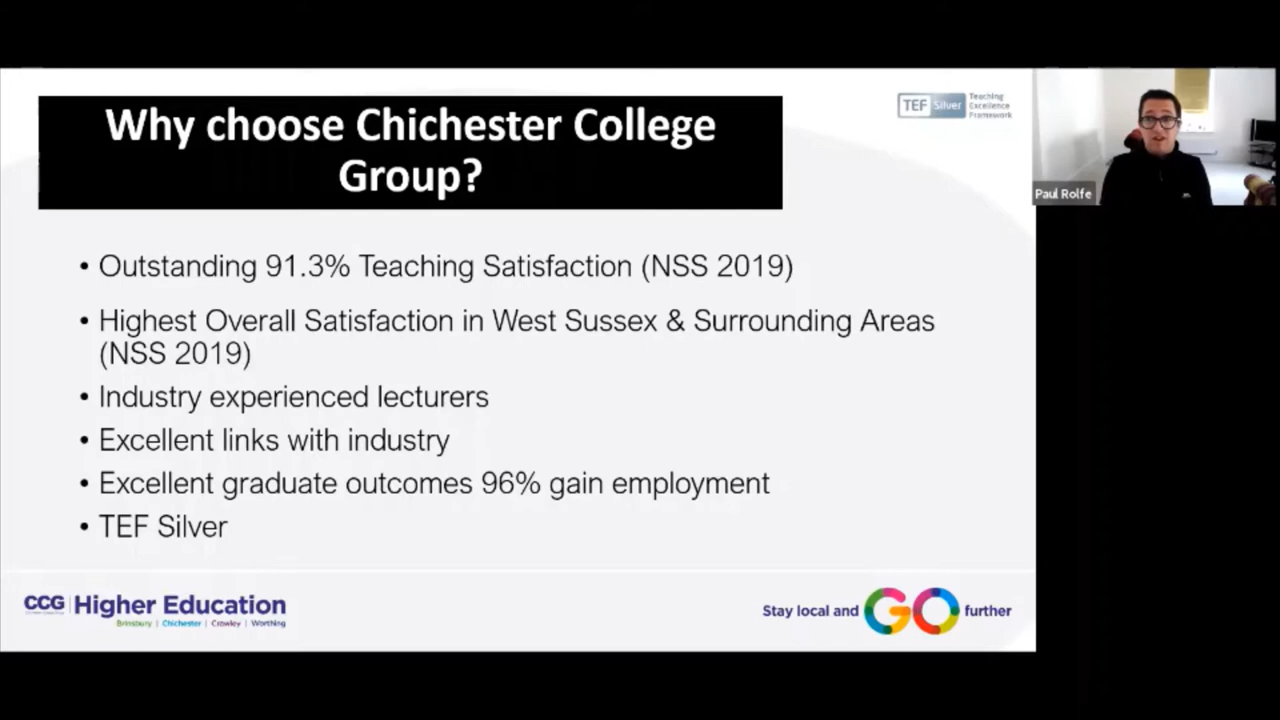 Why choose Chichester College
Group?
TEF Silver
Teaching
Excellence
Framework
Paul Rolfe
• Outstanding 91.3% Teaching Satisfaction (NSS 2019)
• Highest Overall Satisfaction in West Sussex & Surrounding Areas
(NSS 2019)
• Industry experienced lecturers
• Excellent links with industry
• Excellent graduate outcomes 96% gain employment
• TEF Silver
CCG Higher Education
Brinsbury | Chichester | Crawley | Worthing
Stay local and GO further